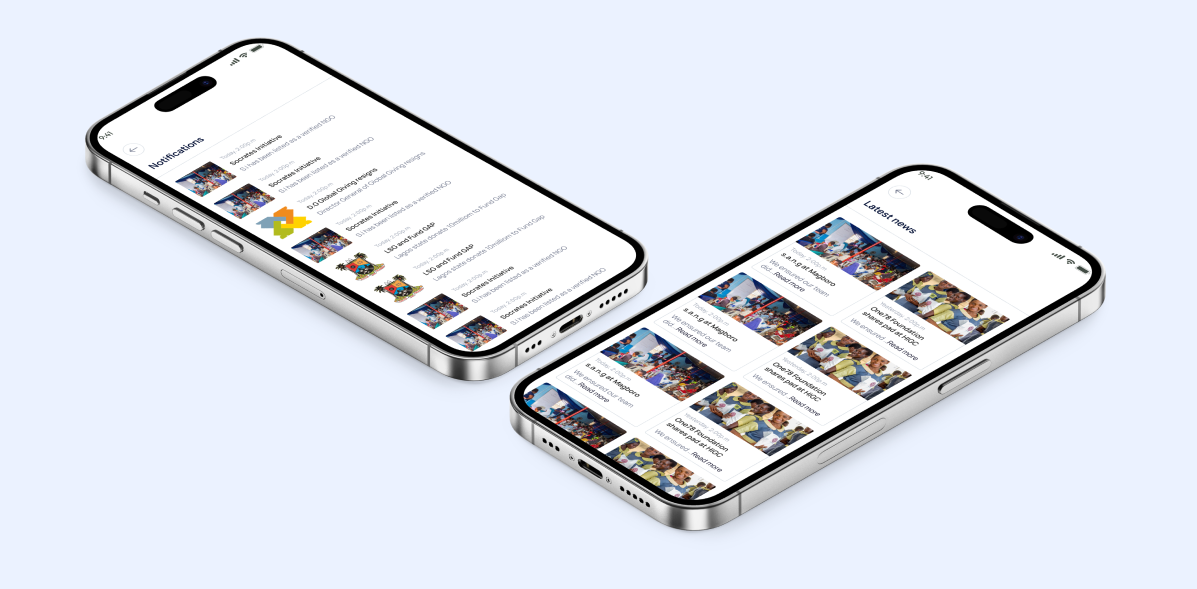 9:41
Notifications
Today, 2:00p.m
Socrates initiative
S.i has been listed as a verified NGO
Today, 2:00p.m
Socrates initiative
S.i has been listed as a verified NGO
Today, 2:00p.m
D.G Global Giving resigns
Director General of Global Giving resigns
Today, 2:00p.m
Socrates initiative
S.i has been listed as a verified NGO
Today, 2:00p.m
LSG and Fund GAP
Lagos state donate 10milliom to Fund Gap
Today, 2:00p.m
LSG and Fund GAP
Lagos state donate 10milliom to Fund Gap
Today, 2:00p.m
Socrates initiative
S.i has been listed as a verified NGO
Today, 2:00p.m
Socrates initiative
S.i has been listed as a verified NGO
9:41
Latest news
Today, 2:00p.m
s.a.n.g at Magboro
We ensured our team
did.. Read more
Yesterday, 2:00p.m
One78 Foundation
shares pad at HIGC
We ensured.. Read more
Today, 2:00p.m
s.a.n.g at Magboro
We ensured our team
did.. Read more
Yesterday, 2:00p.m
One78 Foundation
shares pad at HIGC
We ensured.. Read more
Today, 2:00p.m
s.a.n.g at Magboro
We ensured our team
did.. Read more
Yesterday, 2:00p.m
One78 Foundation
shares pad at HIGC
We ensured.. Read more